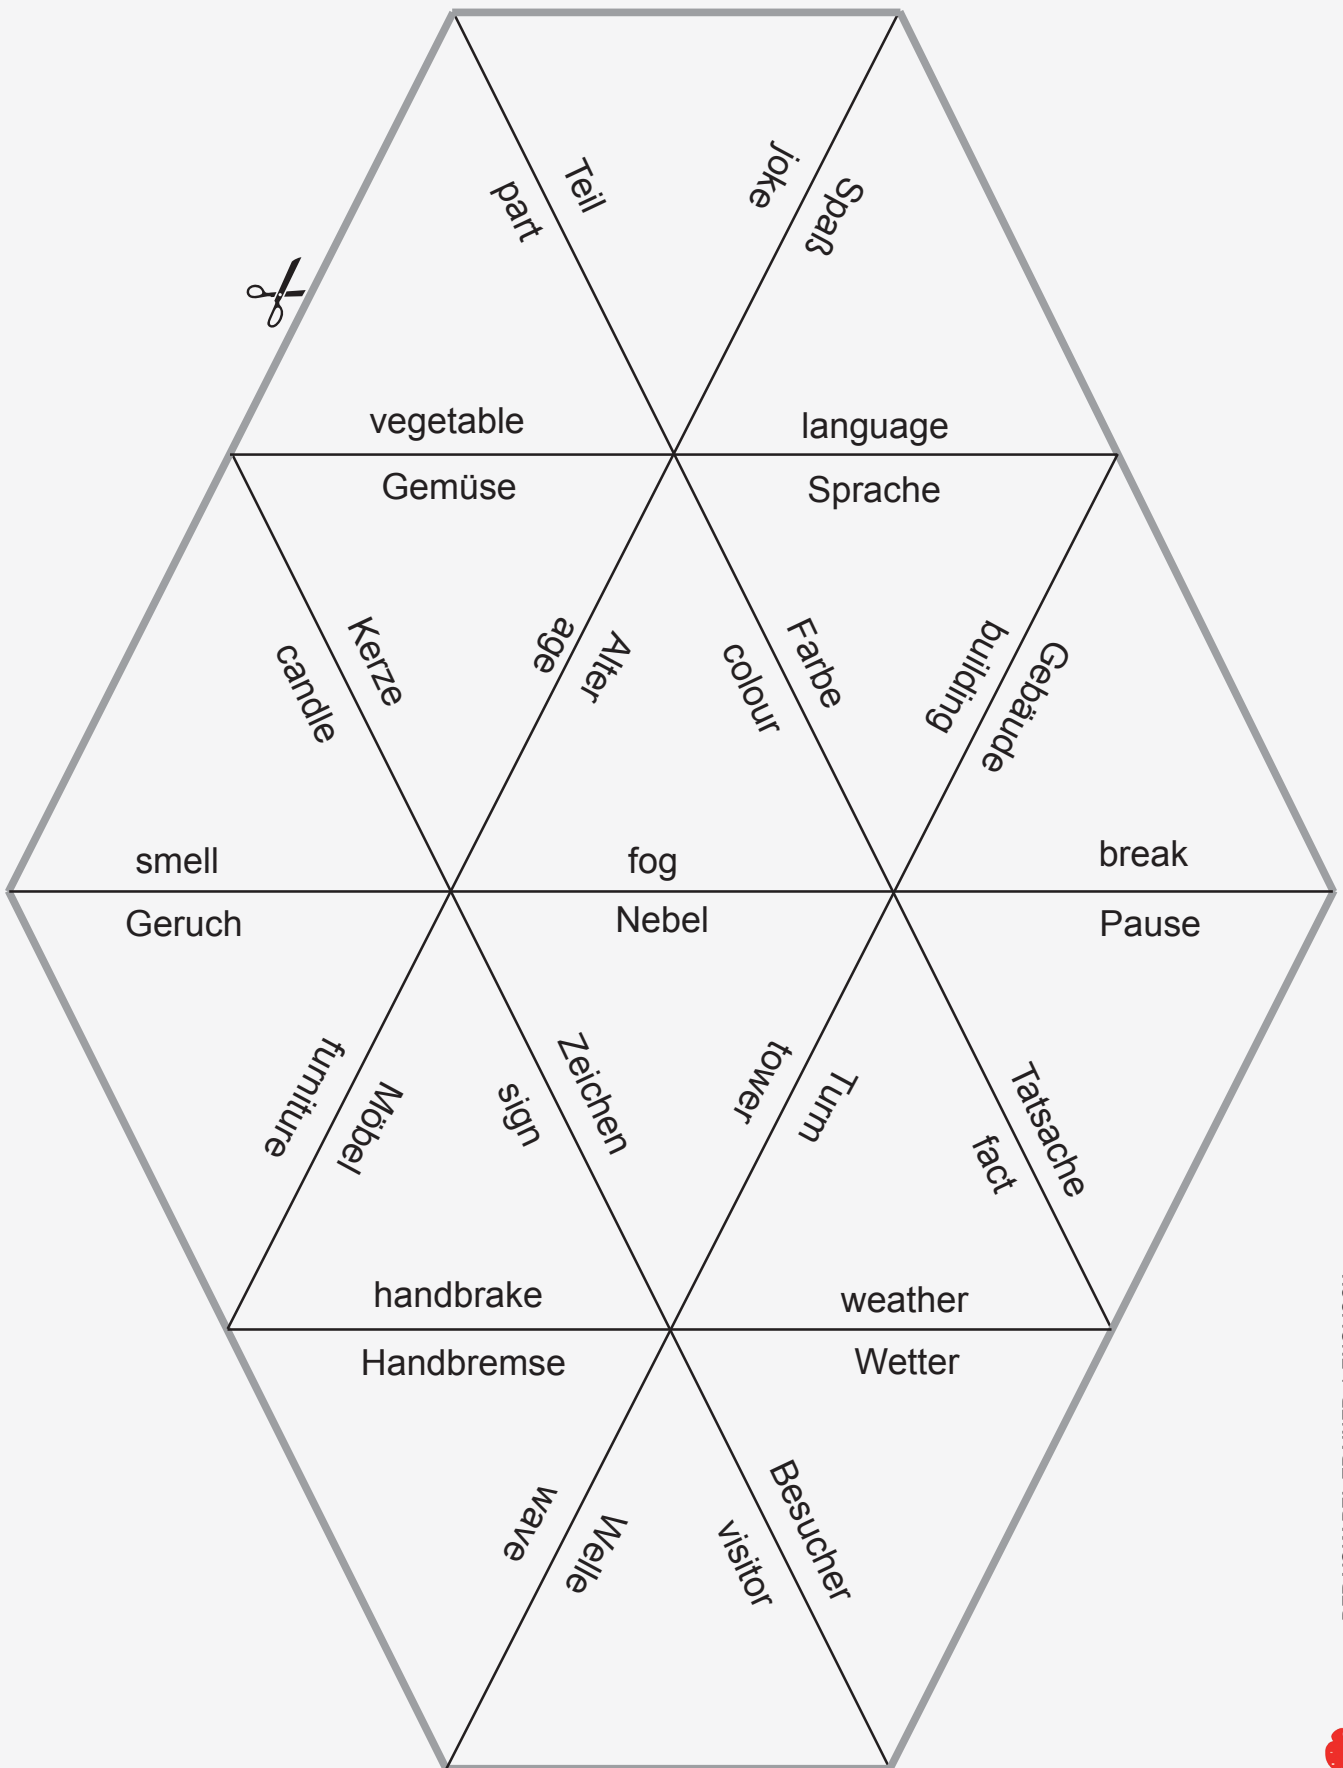 Teil
part
joke
Spaß
vegetable
Gemüse
language
Sprache
Kerze
candle
age
Alter
Farbe
colour
building
Gebäude
smell
Geruch
fog
Nebel
break
Pause
furniture
Möbel
Zeichen
sign
tower
Turm
Tatsache
fact
handbrake
Handbremse
weather
Wetter
wave
Welle
Besucher
visitor